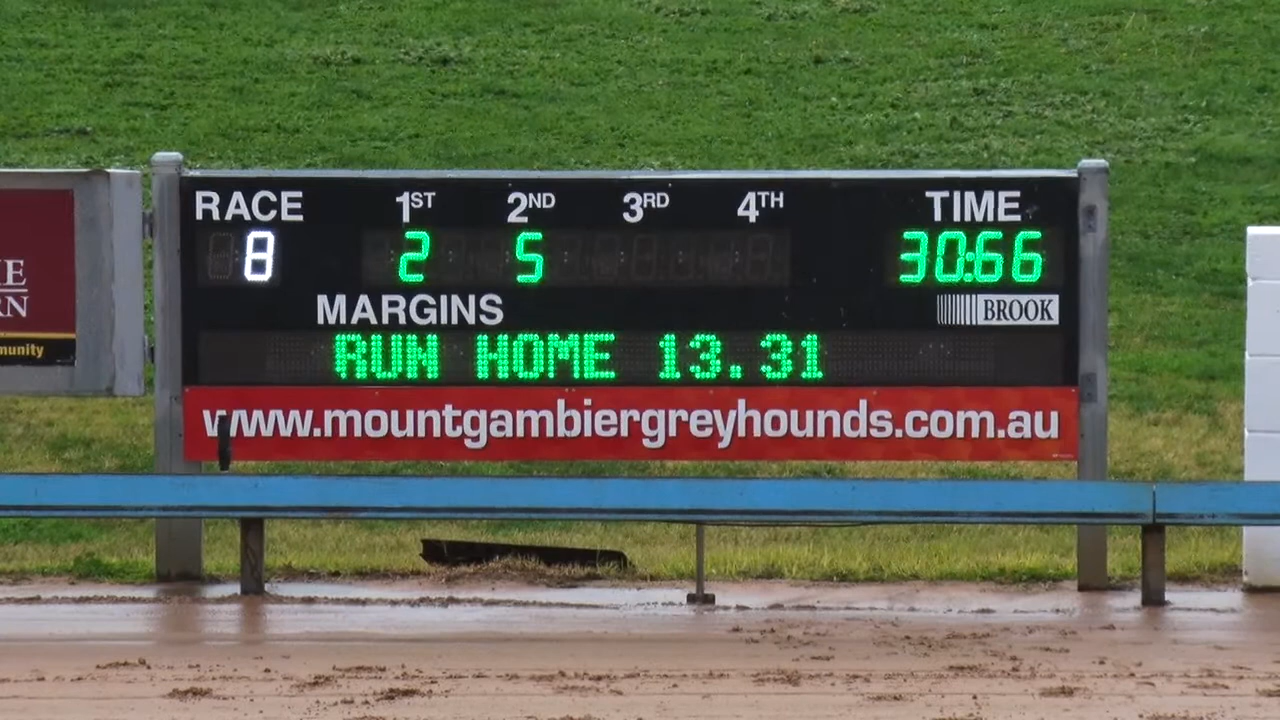 RACE 1ST 2ND 3RD 4TH TIME
8 2 5 30:66
MARGINS BROOK
RUN HOME 13.31
www.mountgambiergreyhounds.com.au
munity